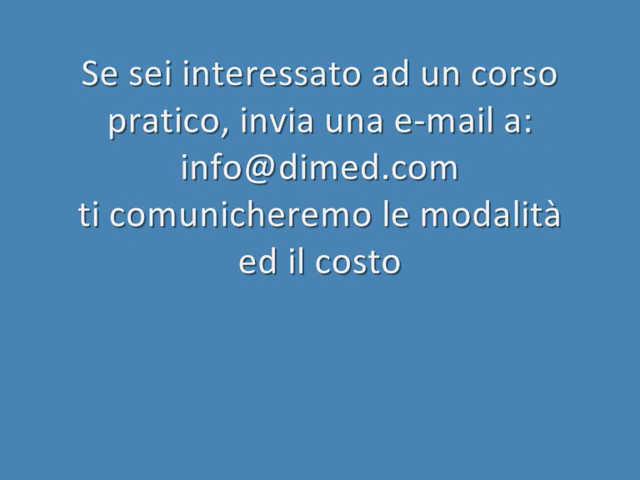 Se sei interessato ad un corso
pratico, invia una e-mail a:
info@dimed.com
ti comunicheremo le modalità
ed il costo